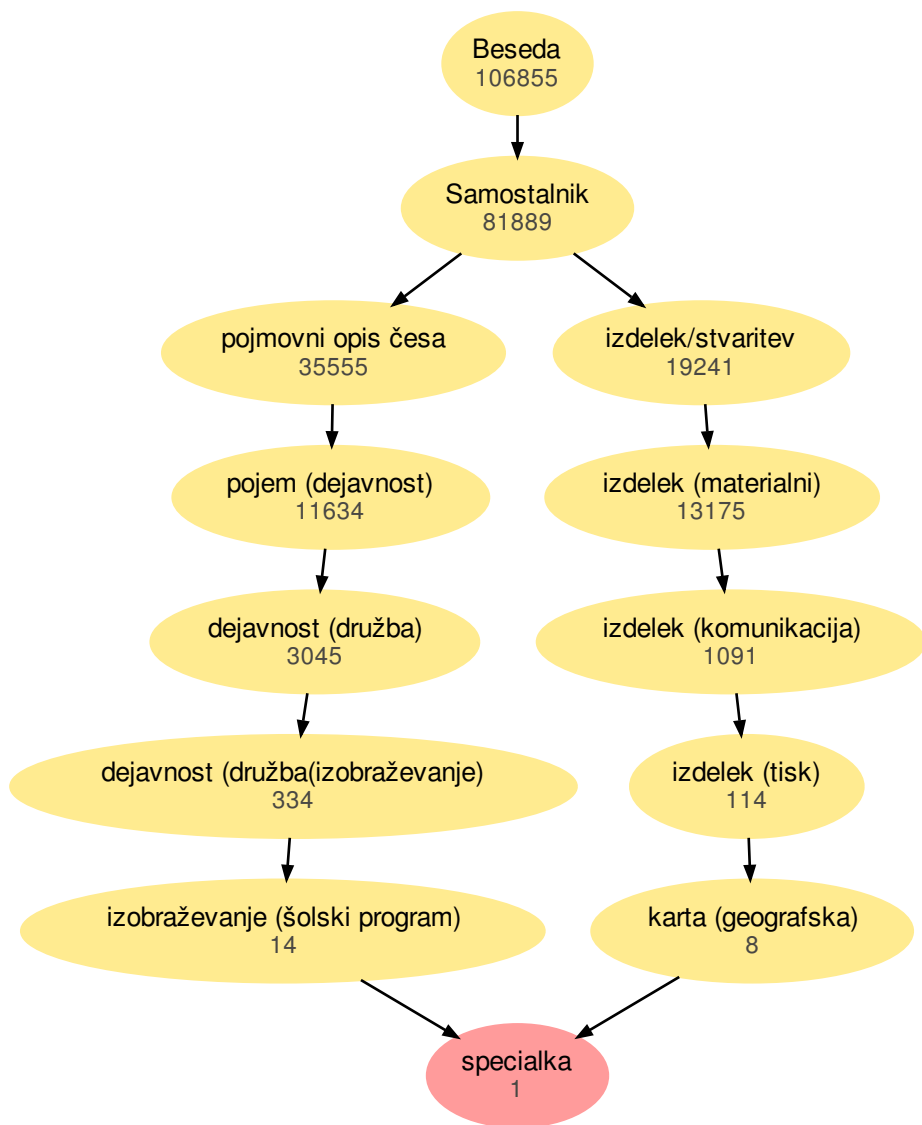 Beseda
106855
Samostalnik
81889
pojmovni opis česa
35555
izdelek/stvaritev
19241
pojem (dejavnost)
11634
izdelek (materialni)
13175
dejavnost (družba)
3045
izdelek (komunikacija)
1091
dejavnost (družba(izobraževanje)
334
izdelek (tisk)
114
izobraževanje (šolski program)
14
karta (geografska)
8
specialka
1